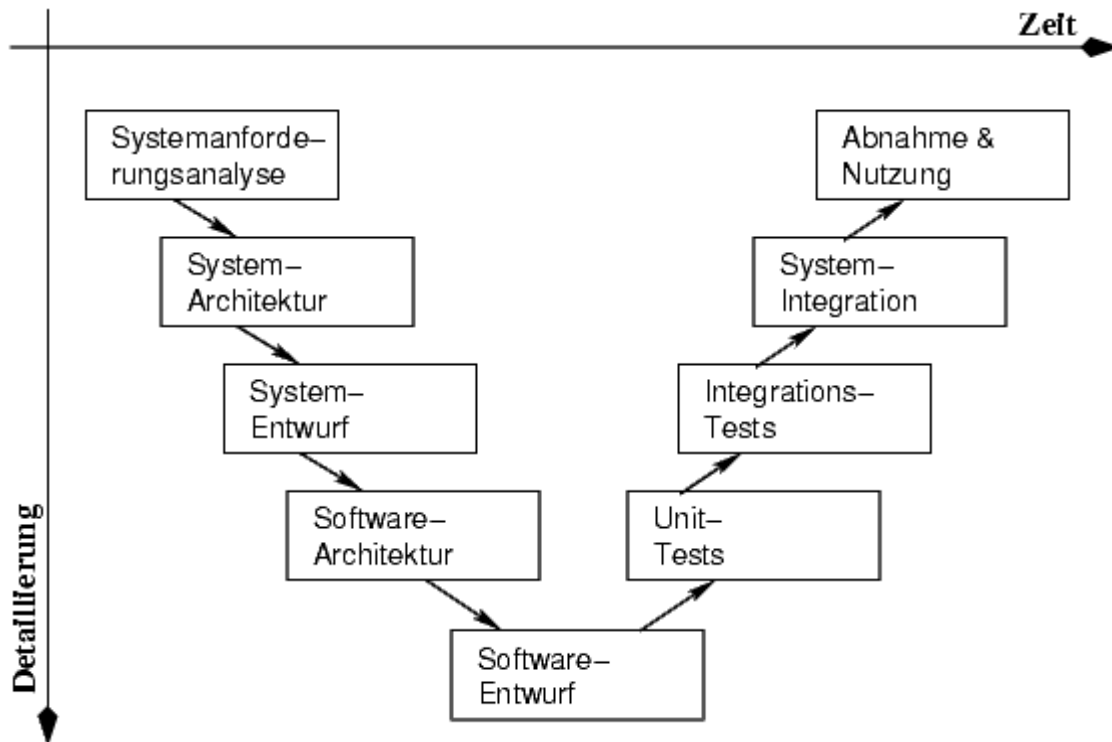 Zeit
Systemanforde–
rungsanalyse
Abnahme &
Nutzung
System–
Architektur
System–
Integration
System–
Entwurf
Integrations–
Tests
Software–
Architektur
Unit–
Tests
Software–
Entwurf
Detaillierung